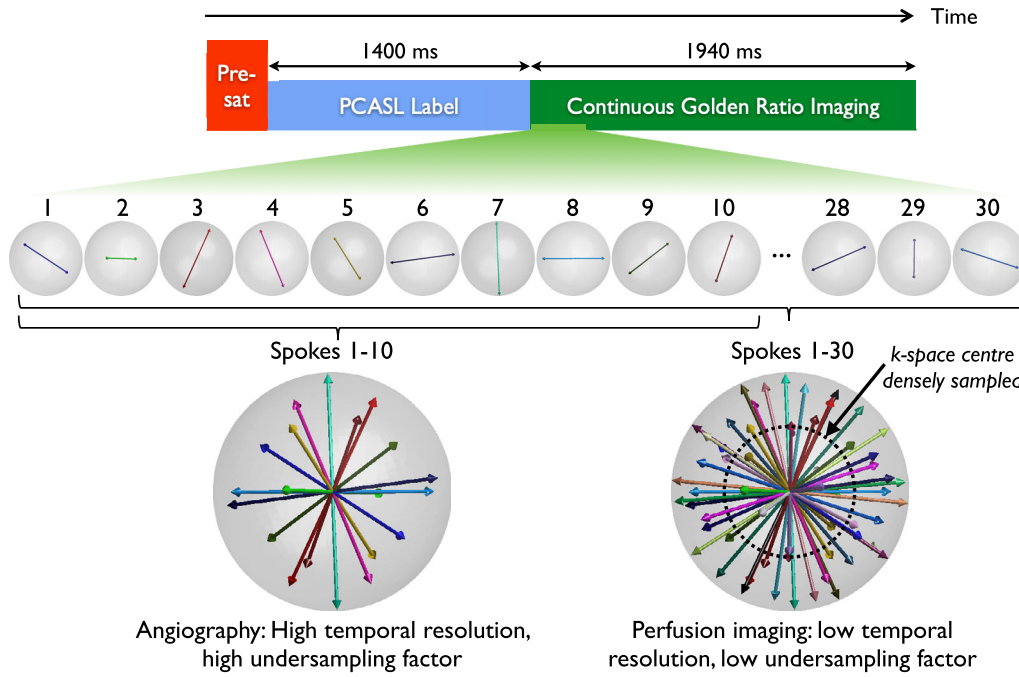 Time
1400 ms
1940 ms
Pre-
sat
PCASL Label
Continuous Golden Ratio Imaging
1 2 3 4 5 6 7 8 9 10 ... 28 29 30
Spokes 1-10
Spokes 1-30
k-space centre
densely sampled
Angiography: High temporal resolution,
high undersampling factor
Perfusion imaging: low temporal
resolution, low undersampling factor